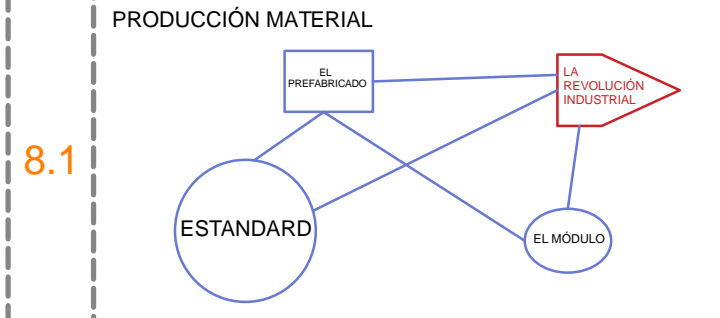 PRODUCCIÓN MATERIAL
EL
PREFABRICADO
LA
REVOLUCIÓN
INDUSTRIAL
8.1
ESTANDARD
EL MÓDULO